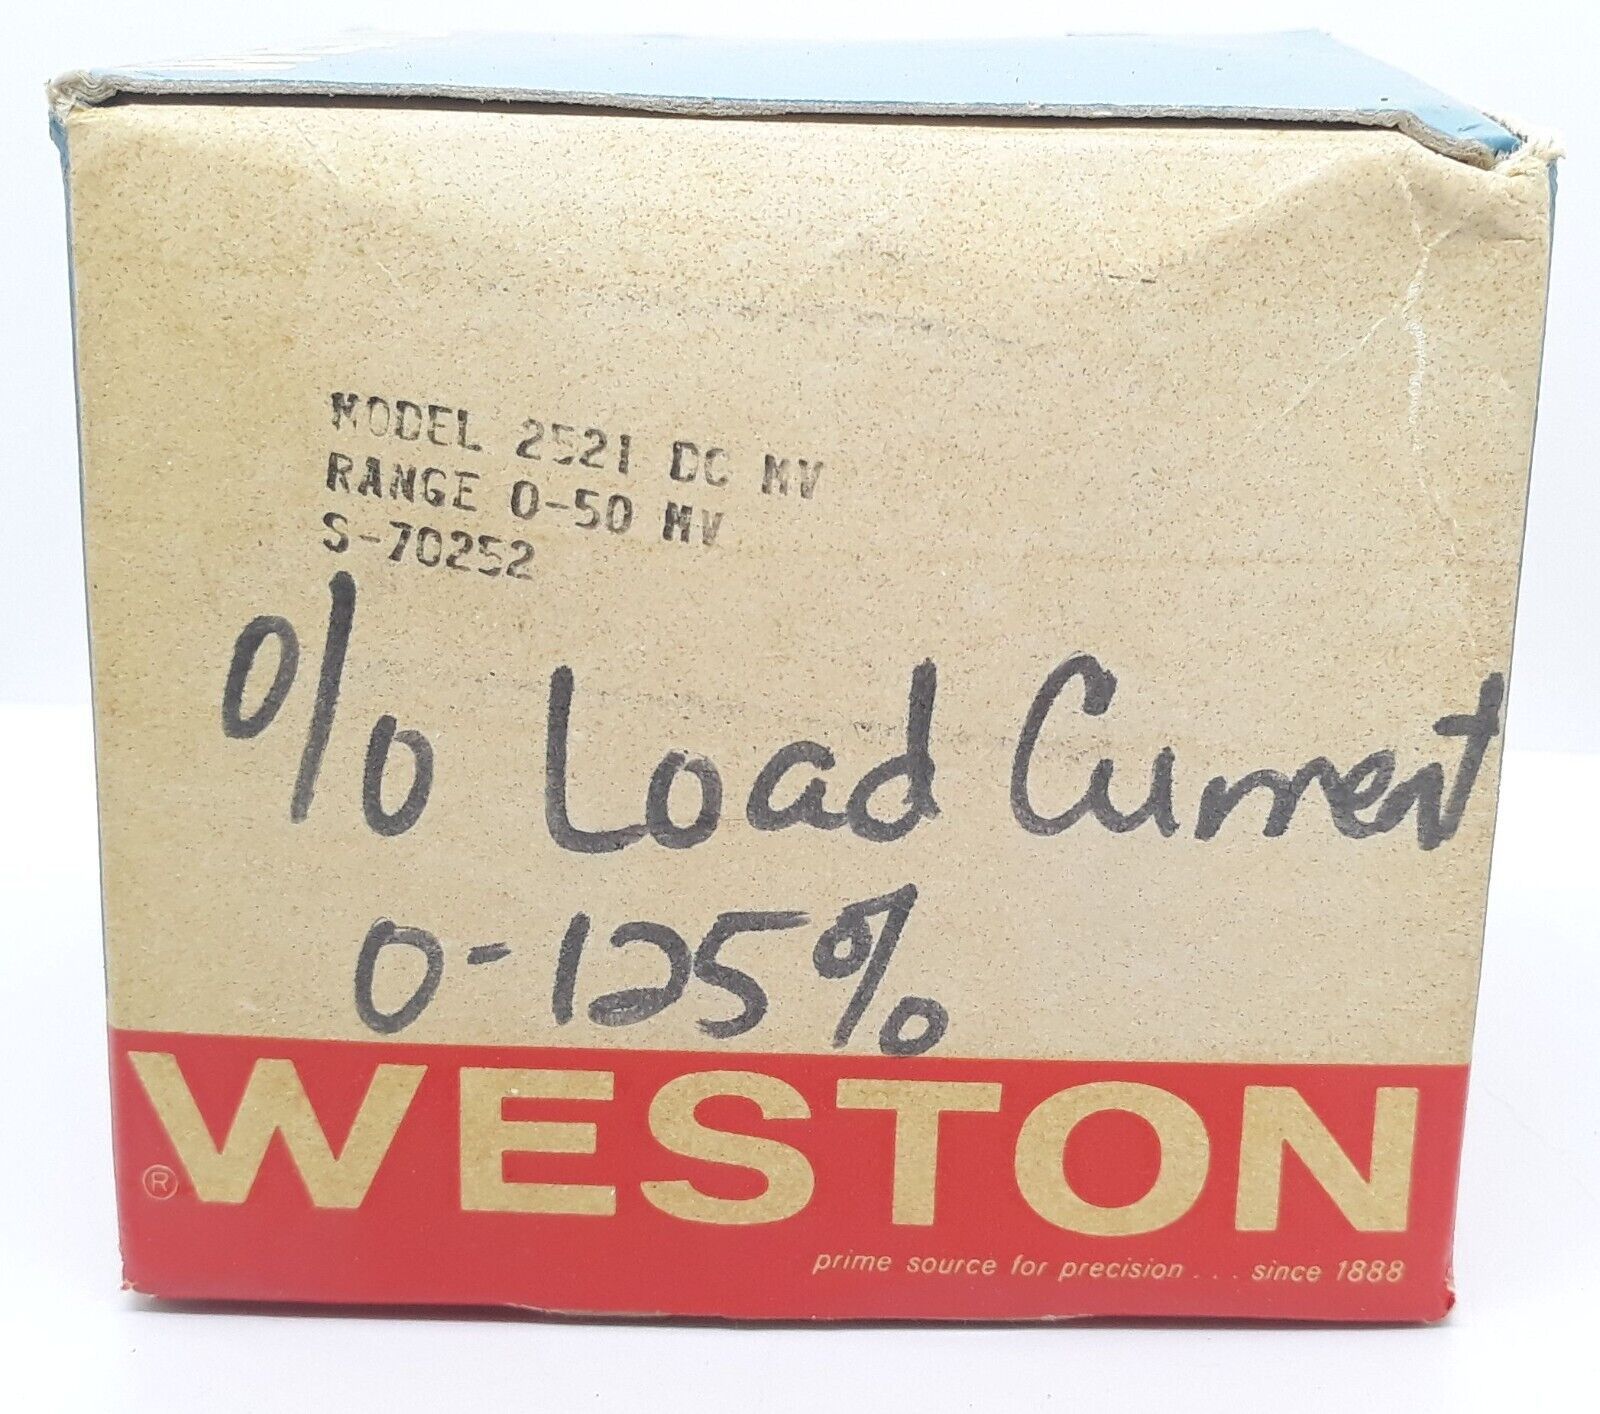 MODEL 2521 DC MV
RANGE 0-50 MV
S-70252
% Load Current
0-125%
® WESTON
prime source for precision . . . since 1888